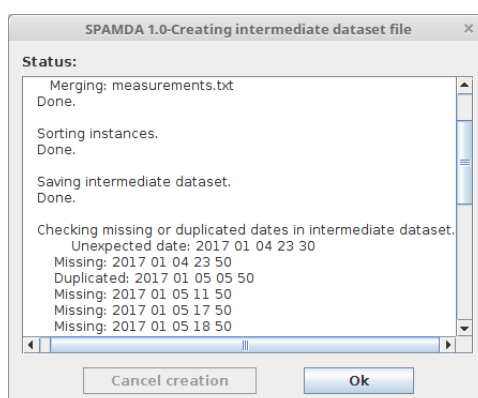 SPAMDA 1.0-Creating intermediate dataset file
Status:
Merging: measurements.txt
Done.
Sorting instances.
Done.
Saving intermediate dataset.
Done.
Checking missing or duplicated dates in intermediate dataset.
Unexpected date: 2017 01 04 23 30
Missing: 2017 01 04 23 50
Duplicated: 2017 01 05 05 50
Missing: 2017 01 05 11 50
Missing: 2017 01 05 17 50
Missing: 2017 01 05 18 50
Cancel creation Ok